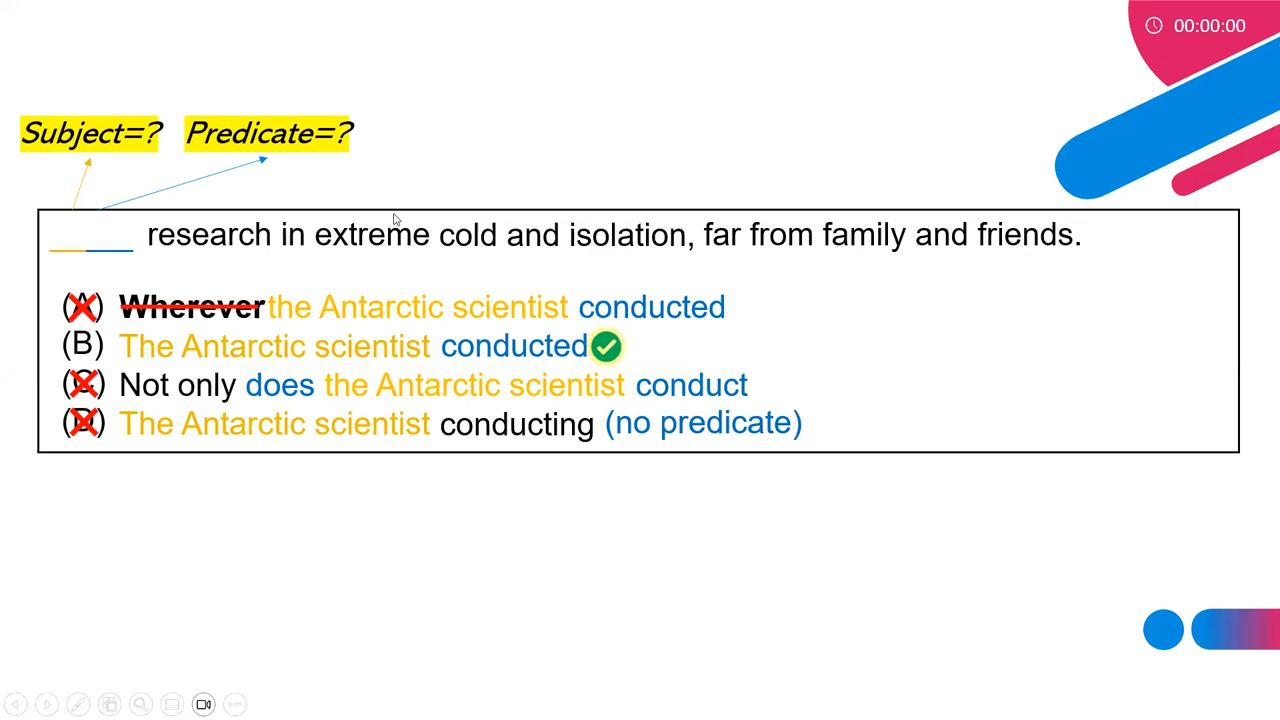 00:00:00
Subject=? Predicate=?
____ research in extreme cold and isolation, far from family and friends.
(A) Wherever the Antarctic scientist conducted
(B) The Antarctic scientist conducted
(C) Not only does the Antarctic scientist conduct
(D) The Antarctic scientist conducting (no predicate)